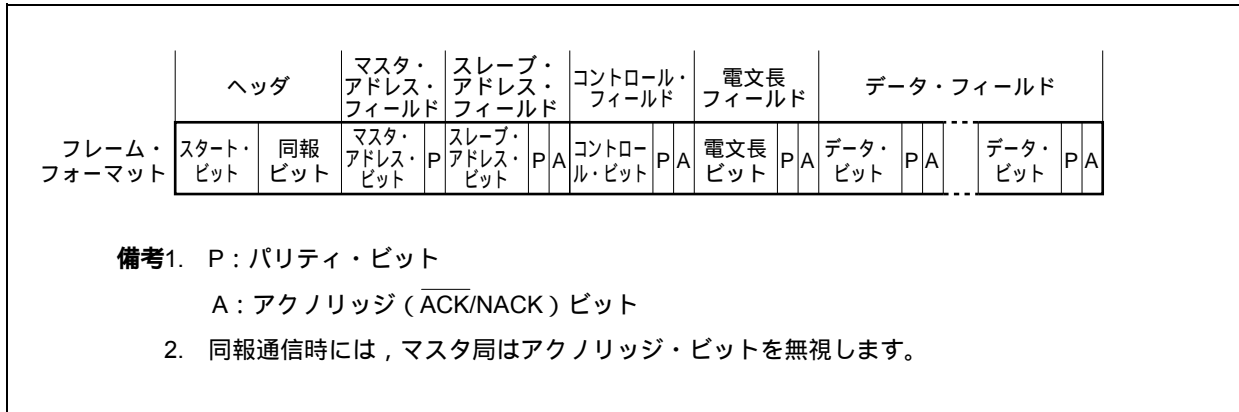 ヘッダ
マスタ・
アドレス・
フィールド
スレーブ・
アドレス・
フィールド
コントロール・
フィールド
電文長
フィールド
データ・フィールド
フレーム・
フォーマット
スタート・
ビット
同報
ビット
マスタ・
アドレス・
ビット
P
スレーブ・
アドレス・
ビット
P
A
コントロー
ル・ビット
P
A
電文長
ビット
P
A
データ・
ビット
P
A
データ・
ビット
P
A
備考1. P：パリティ・ビット
A：アクノリッジ（ACK/NACK）ビット
2. 同報通信時には，マスタ局はアクノリッジ・ビットを無視します。